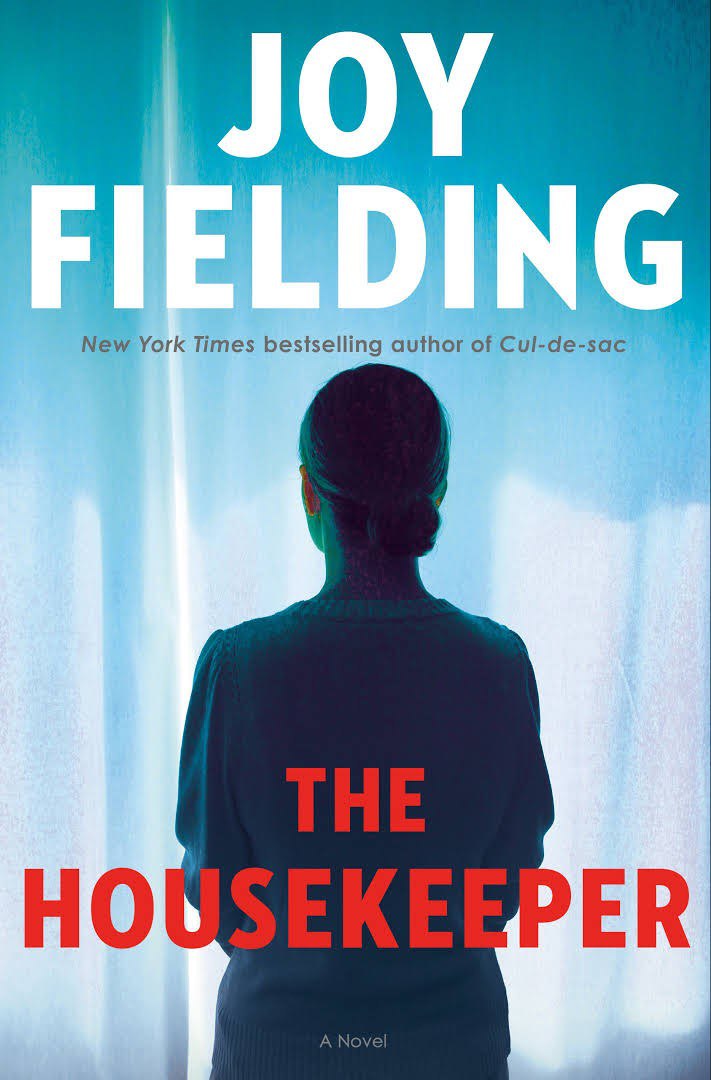 JOY
FIELDING
New York Times bestselling author of Cul-de-sac
THE
HOUSEKEEPER
A Novel